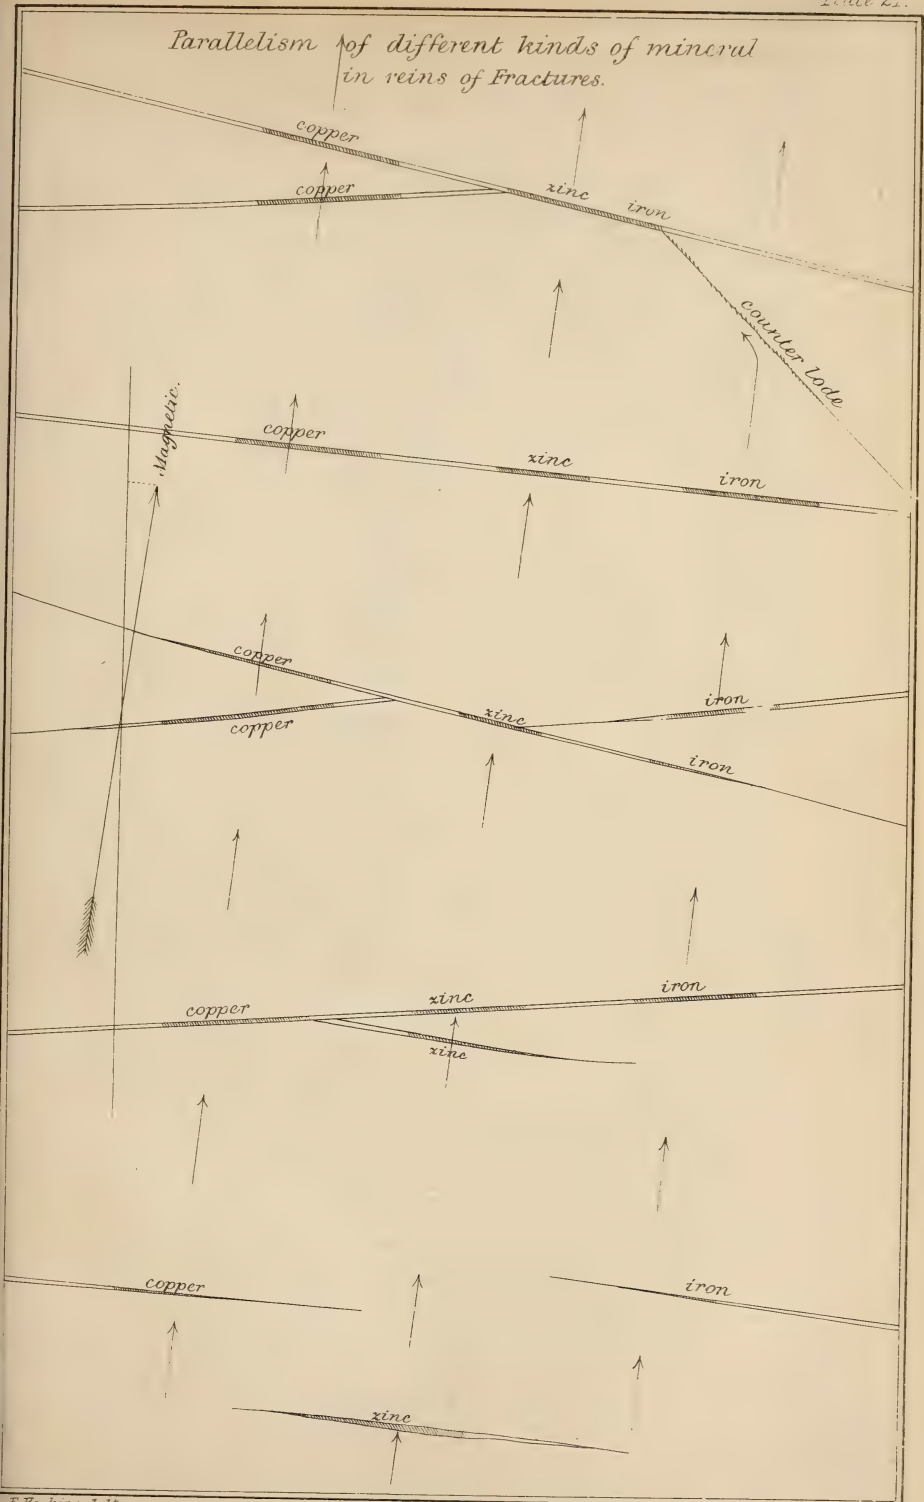 Parallelism of different kinds of mineral
in reins of Fractures.
copper
copper
zinc
iron
counter lode
Magnetic.
copper
zinc
iron
copper
copper
zinc
iron
iron
copper
zinc
iron
zinc
copper
iron
zinc